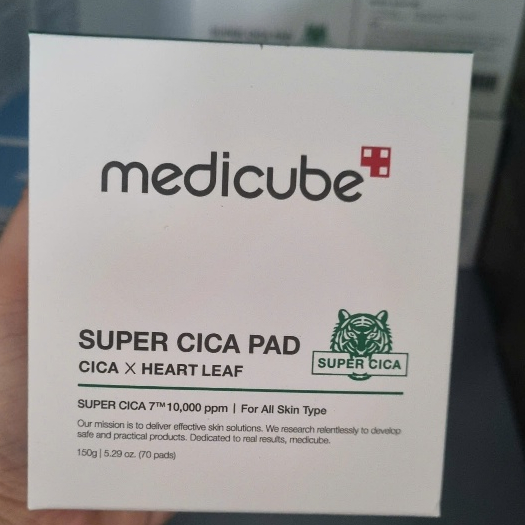 medicube
SUPER CICA PAD
CICA X HEART LEAF
SUPER CICA
SUPER CICA 7™ 10,000 ppm | For All Skin Type
Our mission is to deliver effective skin solutions. We research relentlessly to develop
safe and practical products. Dedicated to real results, medicube.
150g | 5.29 oz. (70 pads)